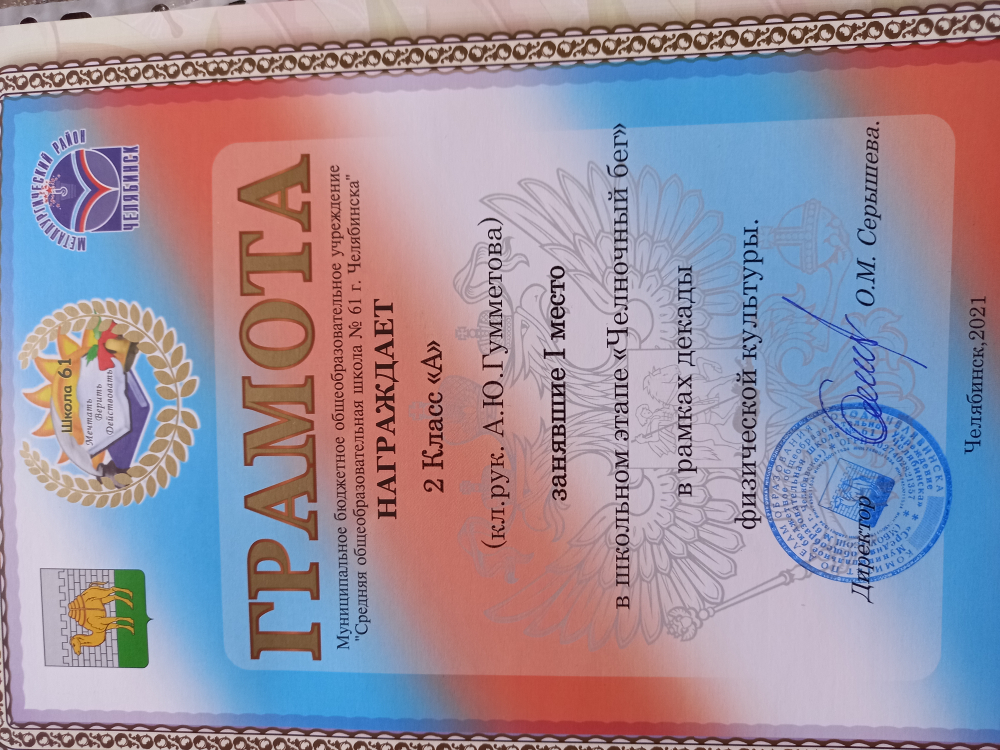 МЕТАЛЛУРГИЧЕСКИЙ РАЙОН
ЧЕЛЯБИНСК
Школа 61
Мечтать
Верить
Действовать
ГРАМОТА
Муниципальное бюджетное общеобразовательное учреждение
"Средняя общеобразовательная школа № 61 г. Челябинска"
НАГРАЖДАЕТ
2 Класс «А»
(кл.рук. А.Ю.Гумметова)
занявшие I место
в школьном этапе«Челночный бег»
в рамках декады
физической культуры.
Директор
О.М. Серышева.
Челябинск,2021